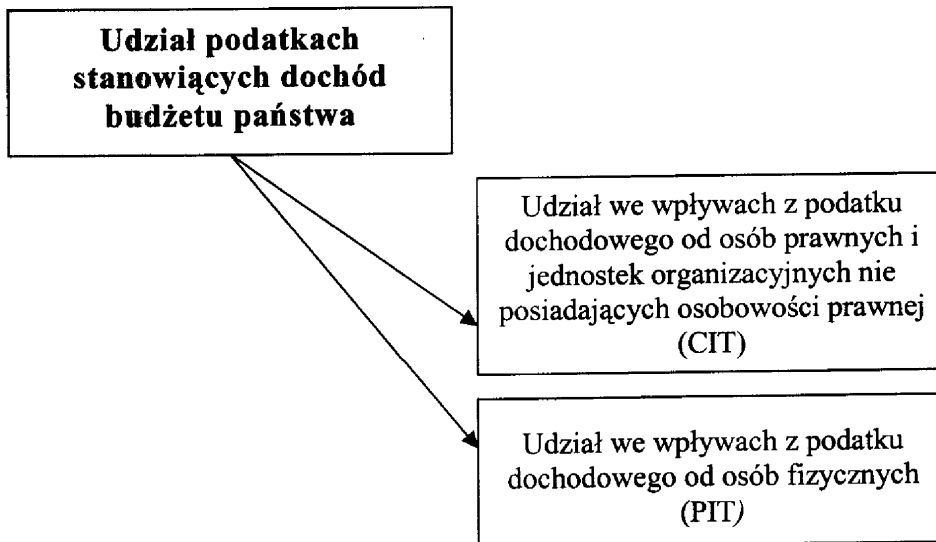 Udział podatkach
stanowiących dochód
budżetu państwa
Udział we wpływach z podatku
dochodowego od osób prawnych i
jednostek organizacyjnych nie
posiadających osobowości prawnej
(CIT)
Udział we wpływach z podatku
dochodowego od osób fizycznych
(PIT)